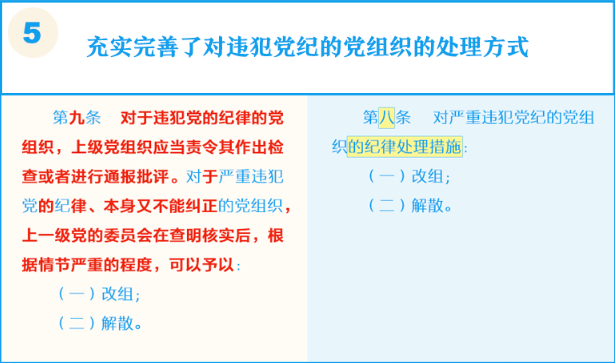 5
充实完善了对违犯党纪的党组织的处理方式
第九条 对于违犯党的纪律的党
组织，上级党组织应当责令其作出检
查或者进行通报批评。对于严重违犯
党的纪律、本身又不能纠正的党组织，
上一级党的委员会在查明核实后，根
据情节严重的程度，可以予以：
（一）改组；
（二）解散。
第八条 对严重违犯党纪的党组
织的纪律处理措施：
（一）改组；
（二）解散。